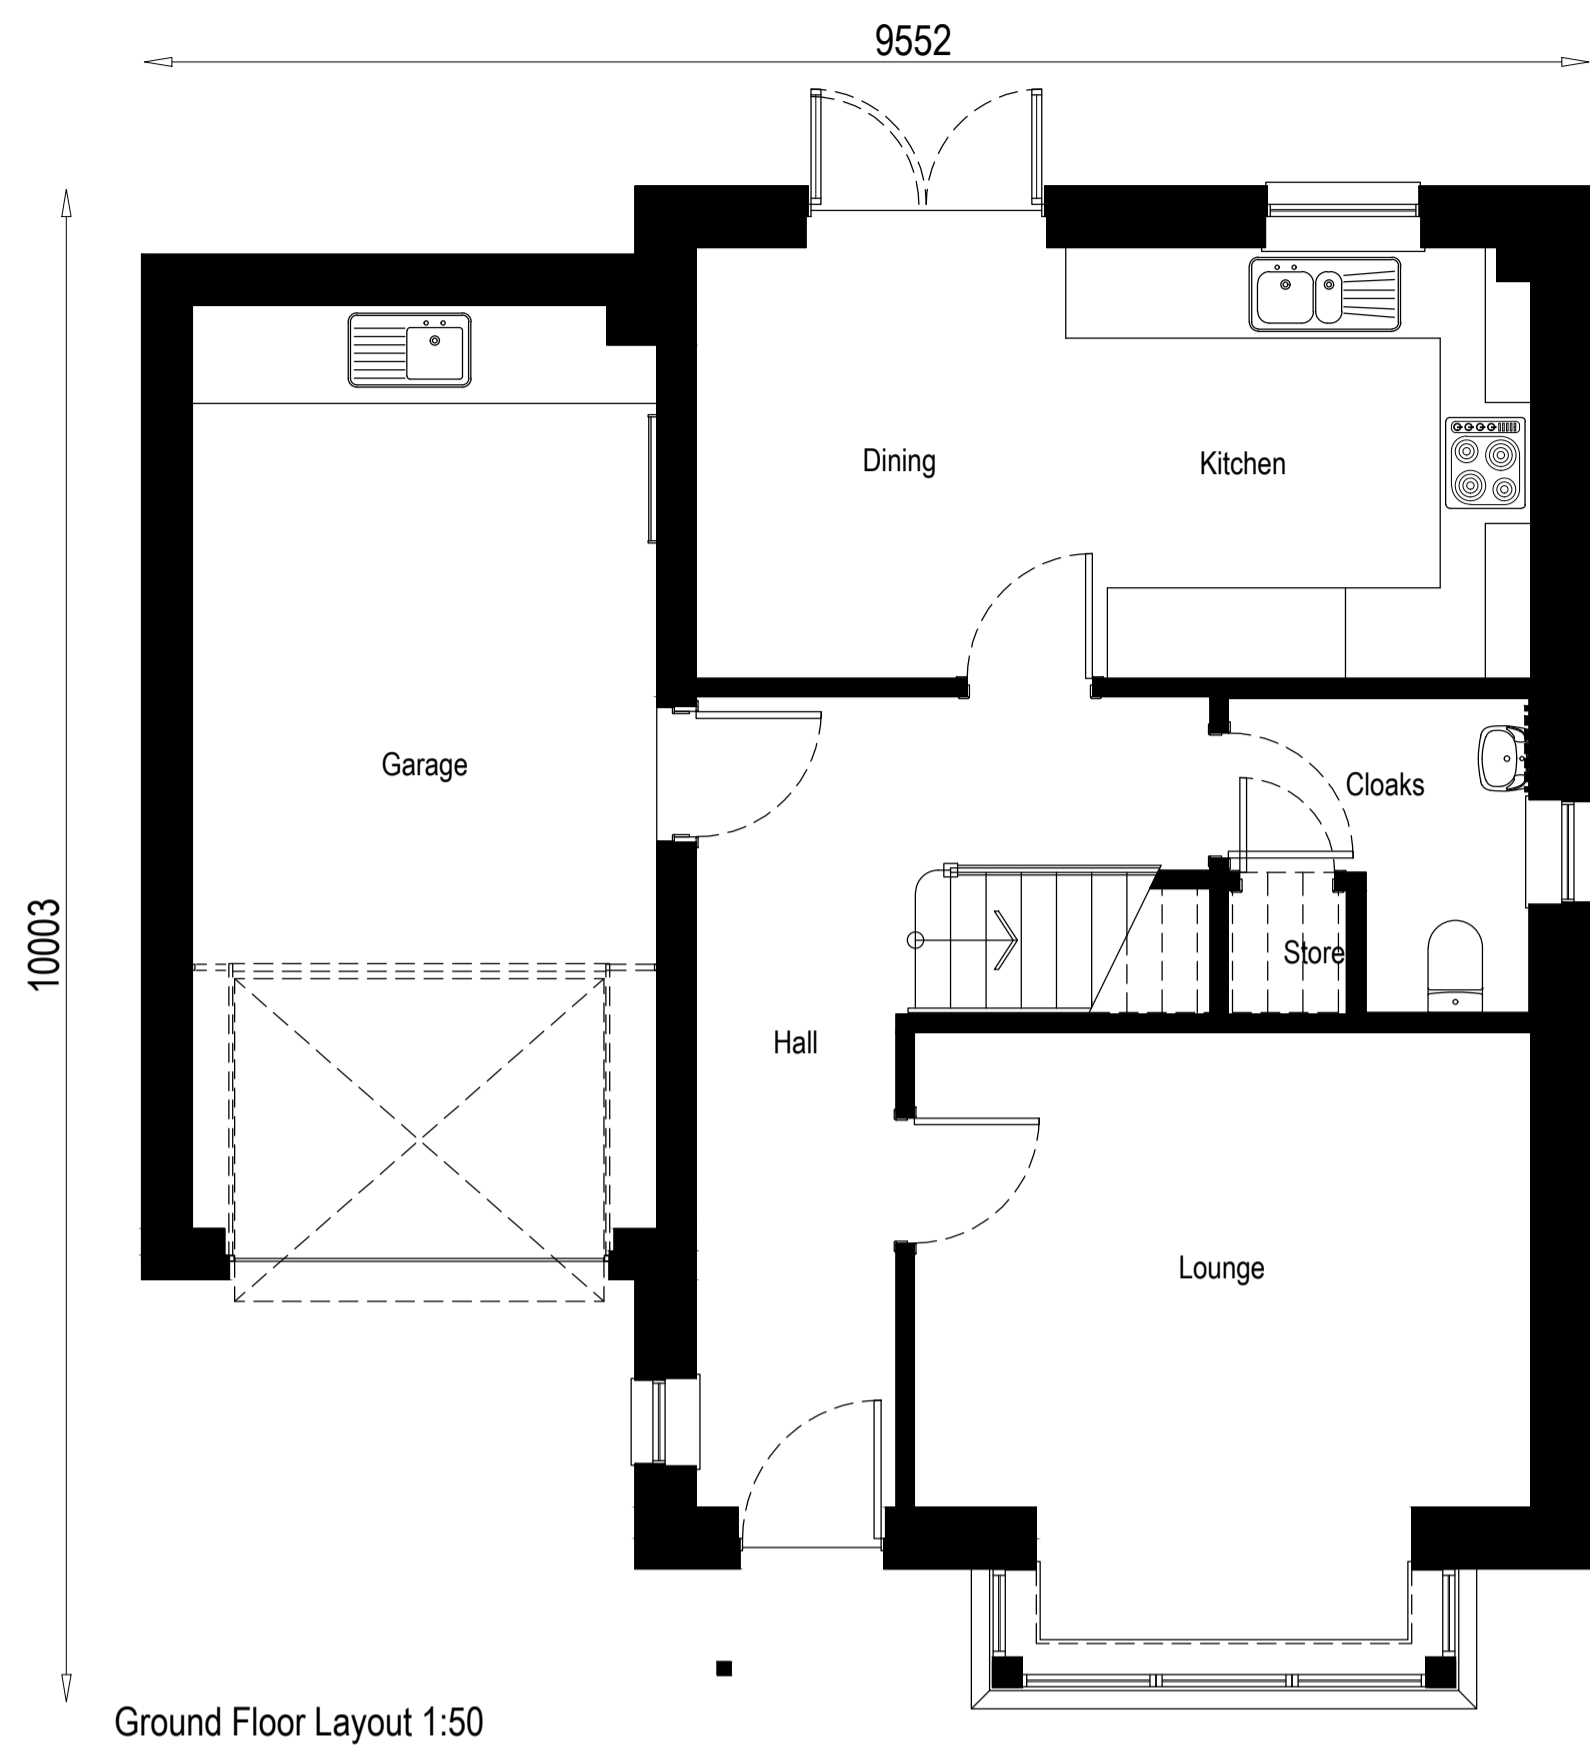 9552
Dining
Kitchen
Garage
Cloaks
10003
Store
Hall
Lounge
Ground Floor Layout 1:50